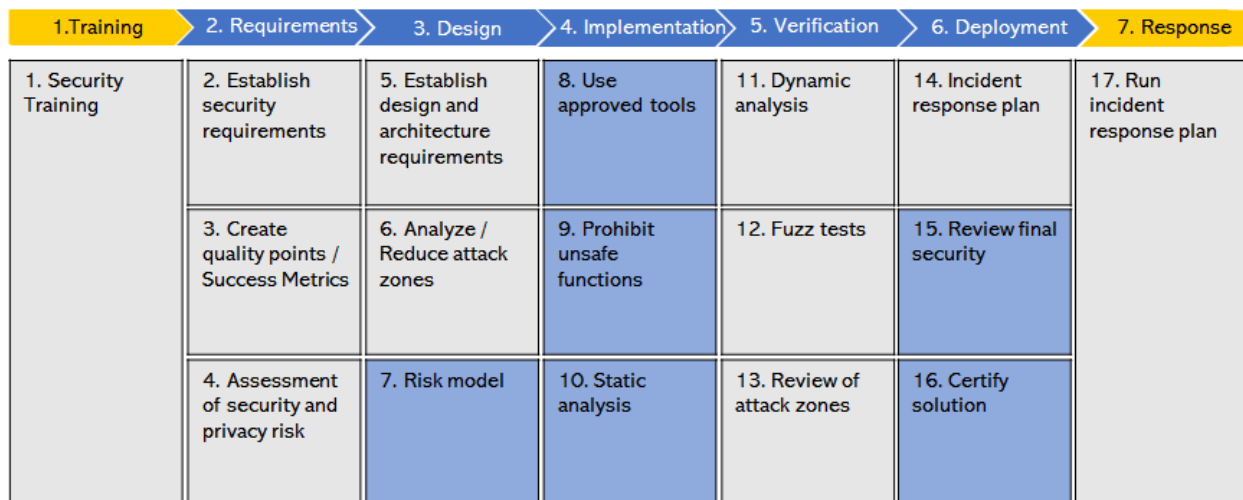 1.Training
2. Requirements
3. Design
4. Implementation
5. Verification
6. Deployment
7. Response
1. Security
Training
2. Establish
security
requirements
5. Establish
design and
architecture
requirements
8. Use
approved tools
11. Dynamic
analysis
14. Incident
response plan
17. Run
incident
response plan
3. Create
quality points /
Success Metrics
6. Analyze /
Reduce attack
zones
9. Prohibit
unsafe
functions
12. Fuzz tests
15. Review final
security
4. Assessment
of security and
privacy risk
7. Risk model
10. Static
analysis
13. Review of
attack zones
16. Certify
solution